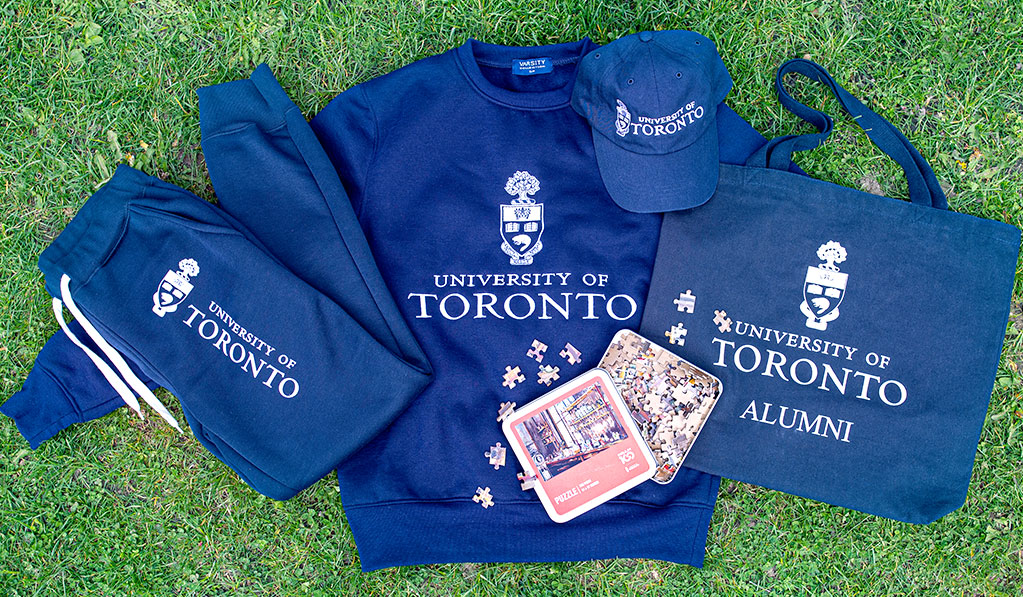 VARSITY
UNIVERSITY OF
TORONTO
UNIVERSITY OF
TORONTO
UNIVERSITY OF
TORONTO
UNIVERSITY OF
TORONTO
ALUMNI
PUZZLE